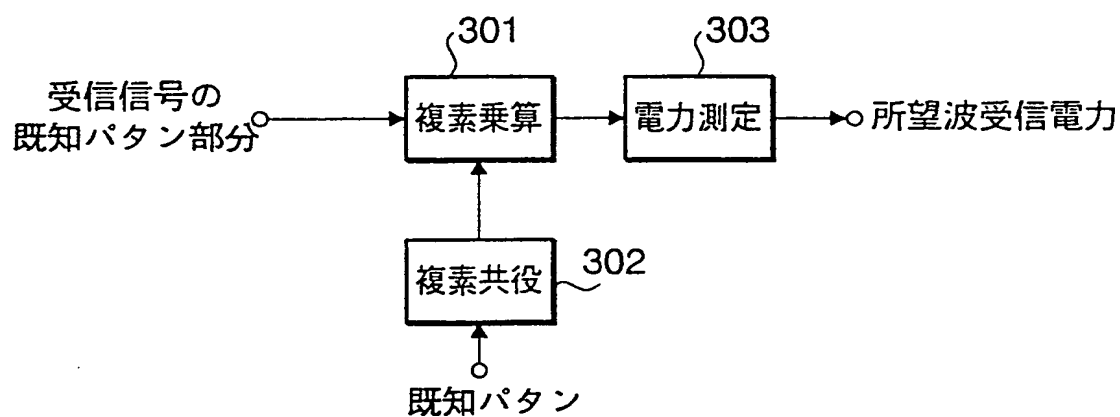 301
303
受信信号の
既知パタン部分
複素乗算
電力測定
所望波受信電力
複素共役
302
既知パタン